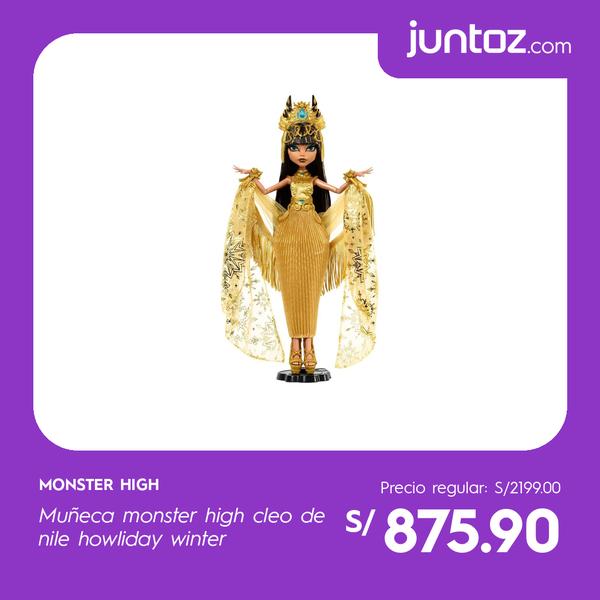 juntoz.com
MONSTER HIGH
Muñeca monster high cleo de
nile howliday winter
Precio regular: S/2199.00
S/ 875.90